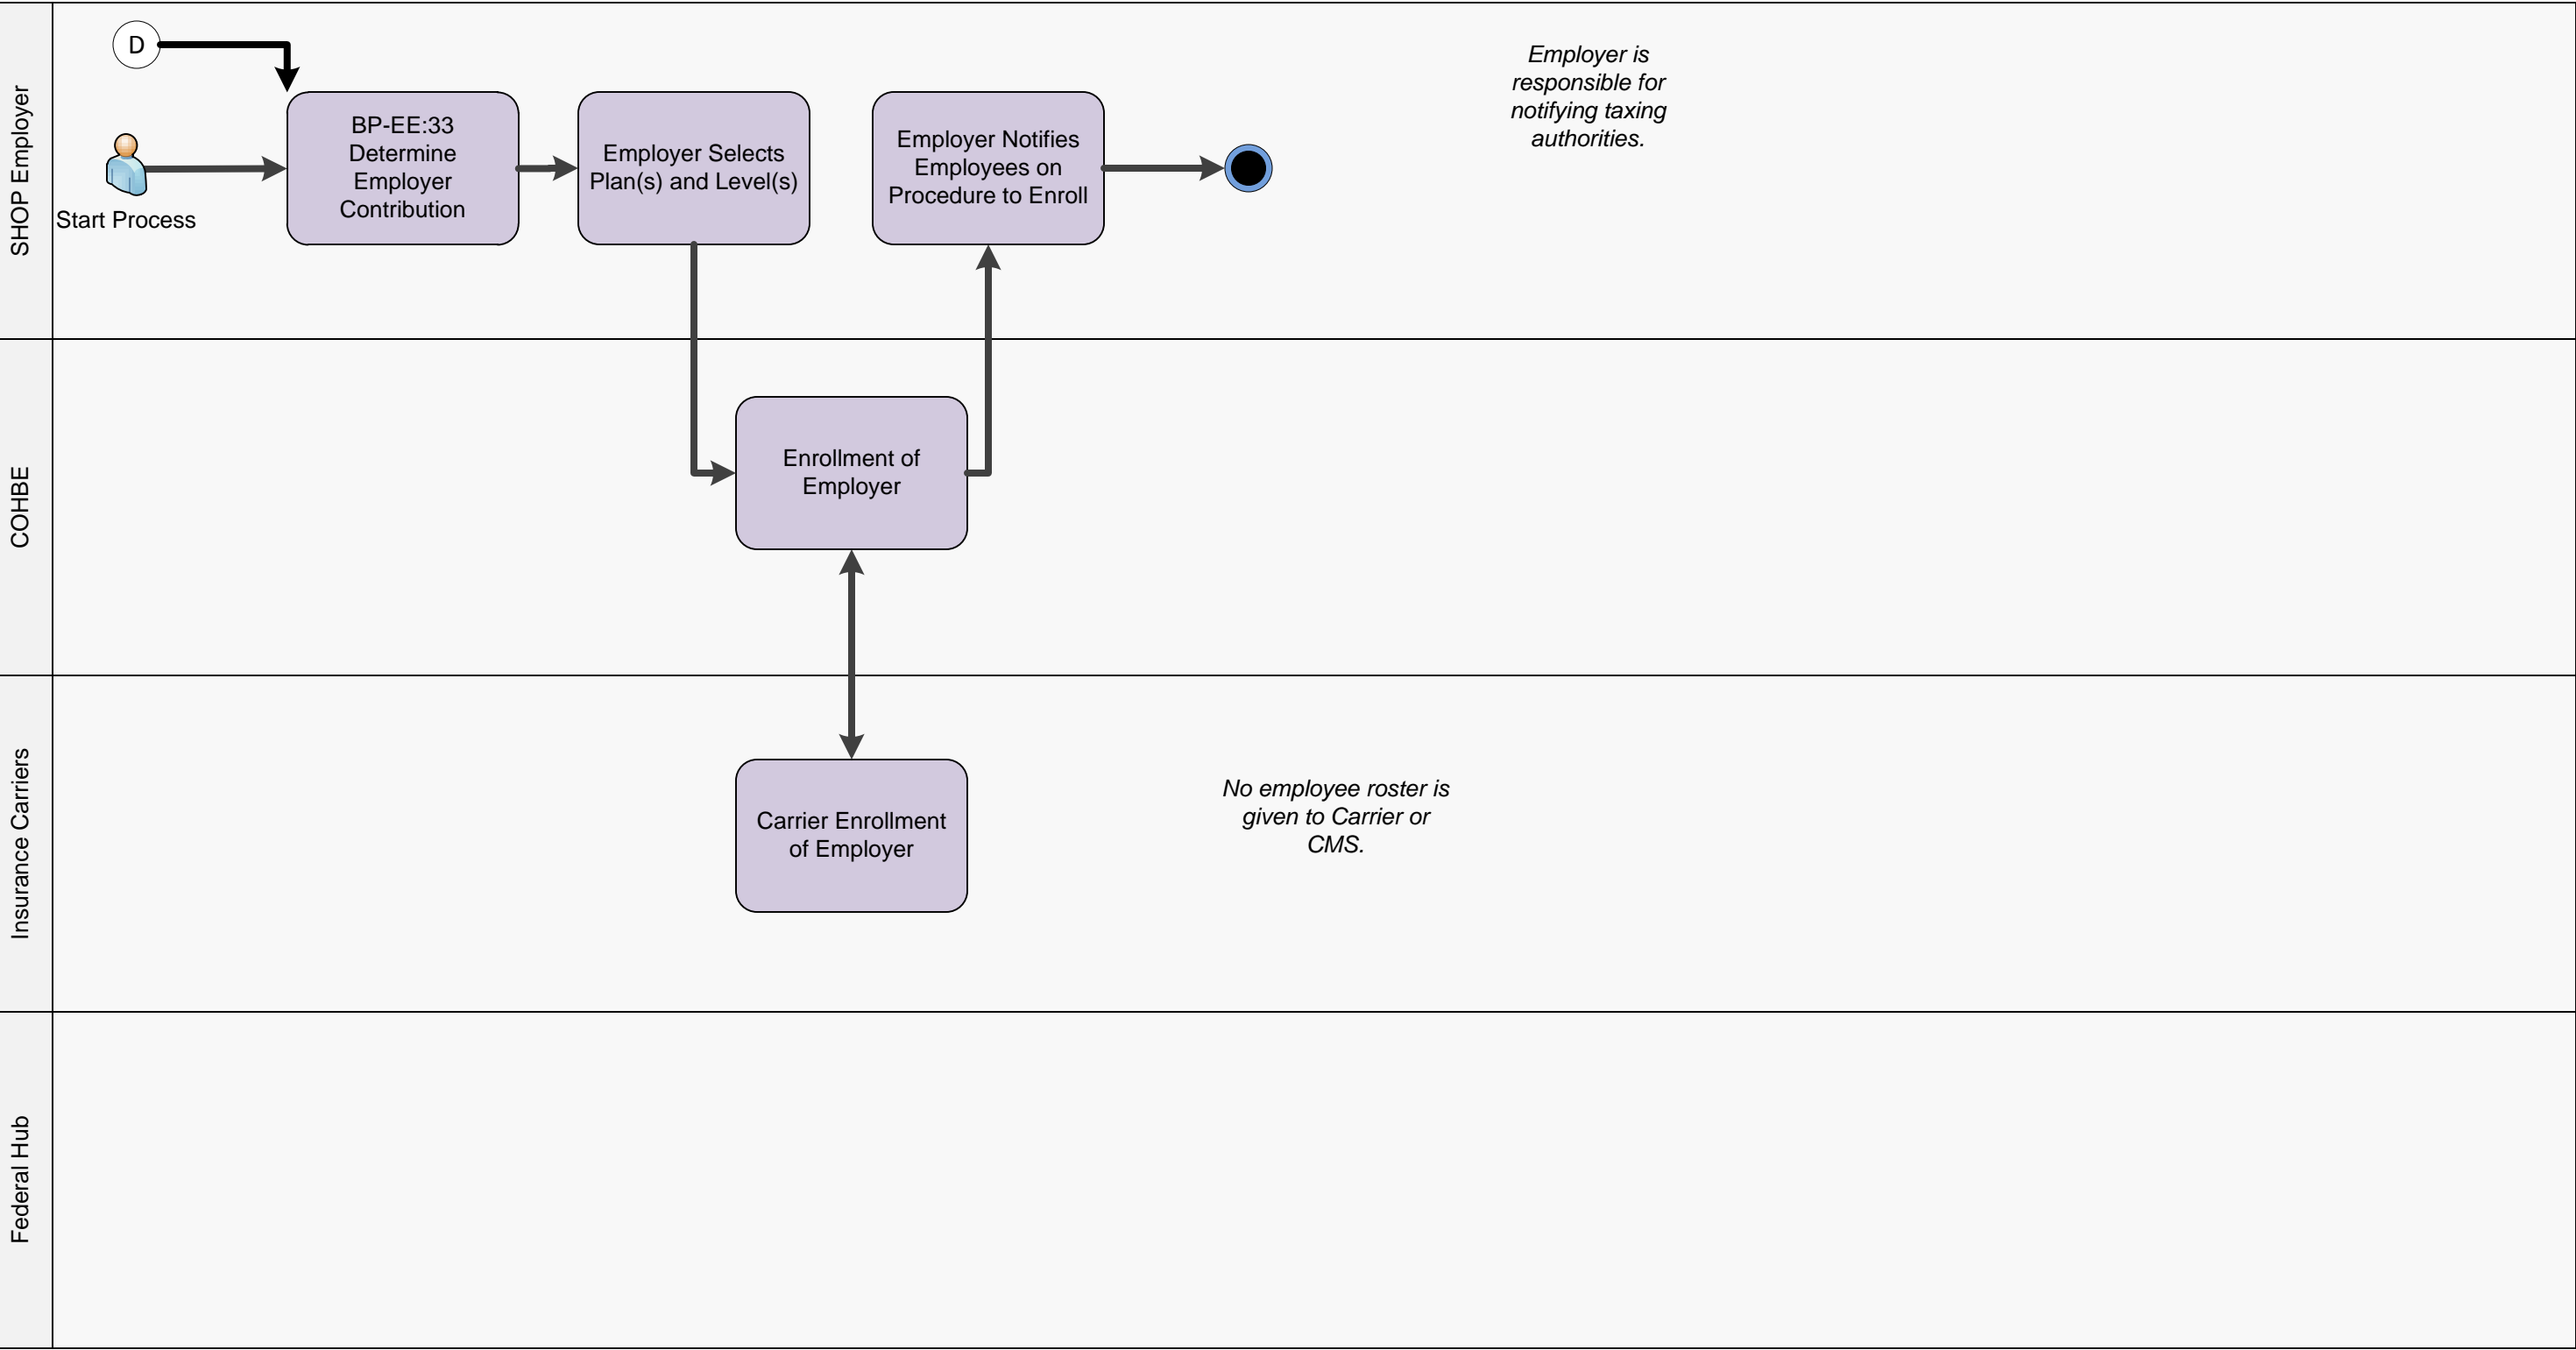 SHOP Employer
D
Start Process
BP-EE:33
Determine
Employer
Contribution
Employer Selects
Plan(s) and Level(s)
Employer Notifies
Employees on
Procedure to Enroll
Employer is
responsible for
notifying taxing
authorities.
COHBE
Enrollment of
Employer
Insurance Carriers
Carrier Enrollment
of Employer
No employee roster is
given to Carrier or
CMS.
Federal Hub